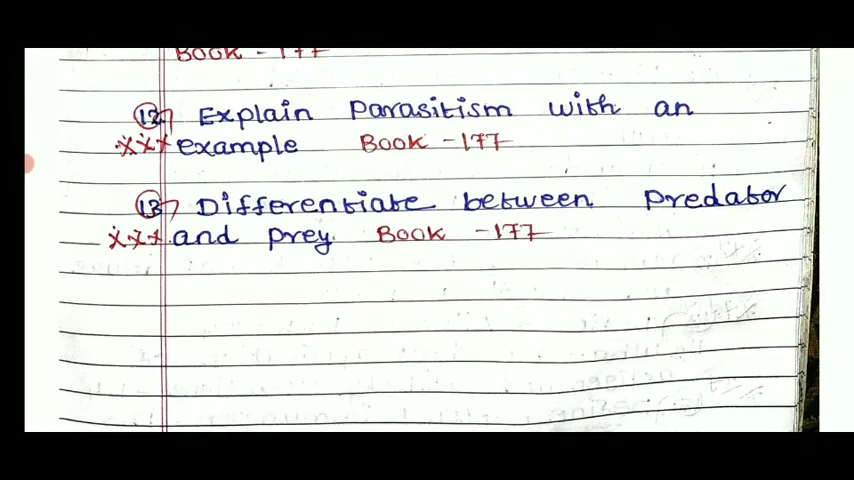 Book - 177
12) Explain Parasitism with an
xxx example Book -177
13) Differentiate between predator
xxx and prey. Book -177